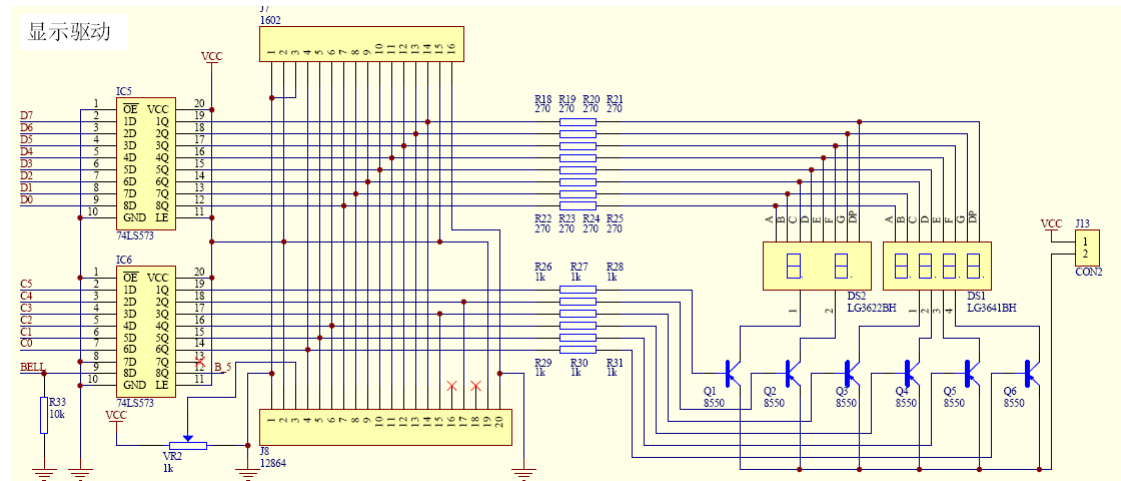 显示驱动
J7
1602
1 2 3 4 5 6 7 8 9 10 11 12 13 14 15 16
VCC
IC5
1 OE VCC 20
D7 2 1D 1Q 19
D6 3 2D 2Q 18
D5 4 3D 3Q 17
D4 5 4D 4Q 16
D3 6 5D 5Q 15
D2 7 6D 6Q 14
D1 8 7D 7Q 13
D0 9 8D 8Q 12
10 GND LE 11
74LS573
R18 R19 R20 R21
270 270 270 270
R22 R23 R24 R25
270 270 270 270
A B C D E F G DP
A B C D E F G DP
VCC
J13
1
2
CON2
DS2
LG3622BH
DS1
LG3641BH
1 2
1 2 3 4
IC6
1 OE VCC 20
C5 2 1D 1Q 19
C4 3 2D 2Q 18
C3 4 3D 3Q 17
C2 5 4D 4Q 16
C1 6 5D 5Q 15
C0 7 6D 6Q 14
8 7D 7Q 13
BELL 9 8D 8Q 12 B_5
10 GND LE 11
74LS573
R26 R27 R28
1k 1k 1k
R29 R30 R31
1k 1k 1k
Q1
8550
Q2
8550
Q3
8550
Q4
8550
Q5
8550
Q6
8550
R33
10k
VCC
VR2
1k
1 2 3 4 5 6 7 8 9 10 11 12 13 14 15 16 17 18 19 20
J8
12864